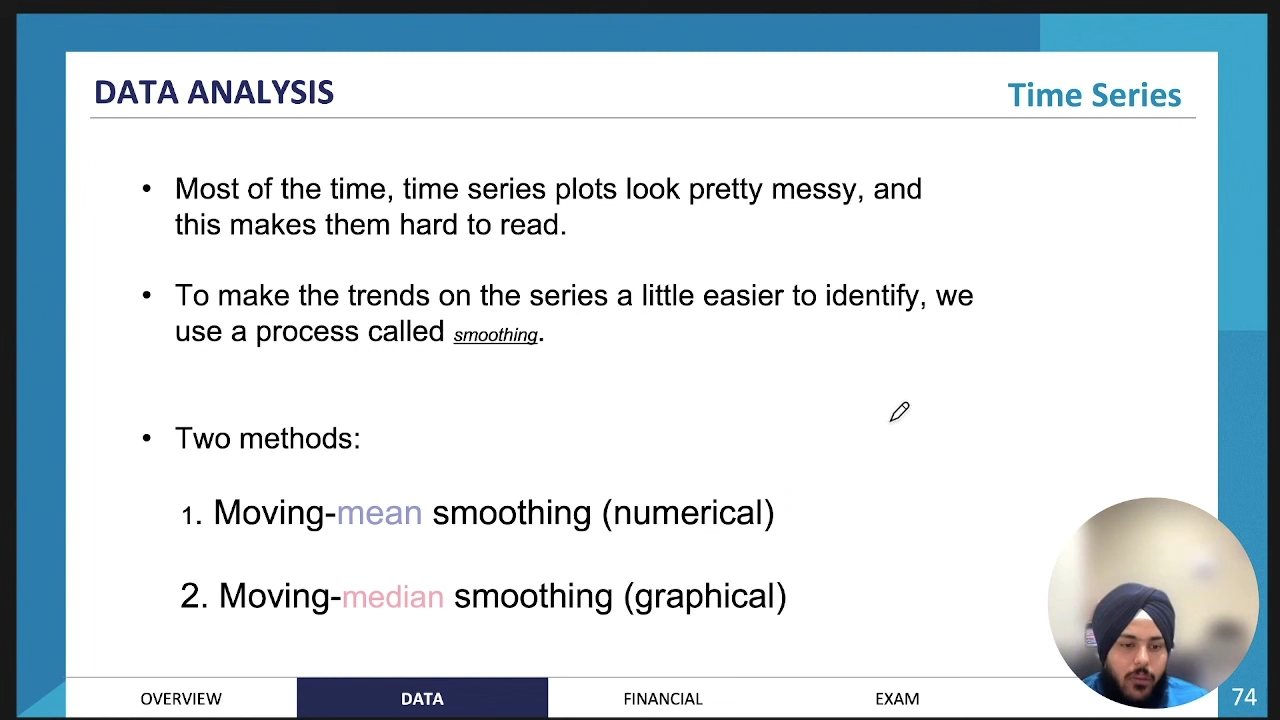 DATA ANALYSIS
Time Series
• Most of the time, time series plots look pretty messy, and
this makes them hard to read.
• To make the trends on the series a little easier to identify, we
use a process called smoothing.
• Two methods:
1. Moving-mean smoothing (numerical)
2. Moving-median smoothing (graphical)
OVERVIEW
DATA
FINANCIAL
EXAM
74